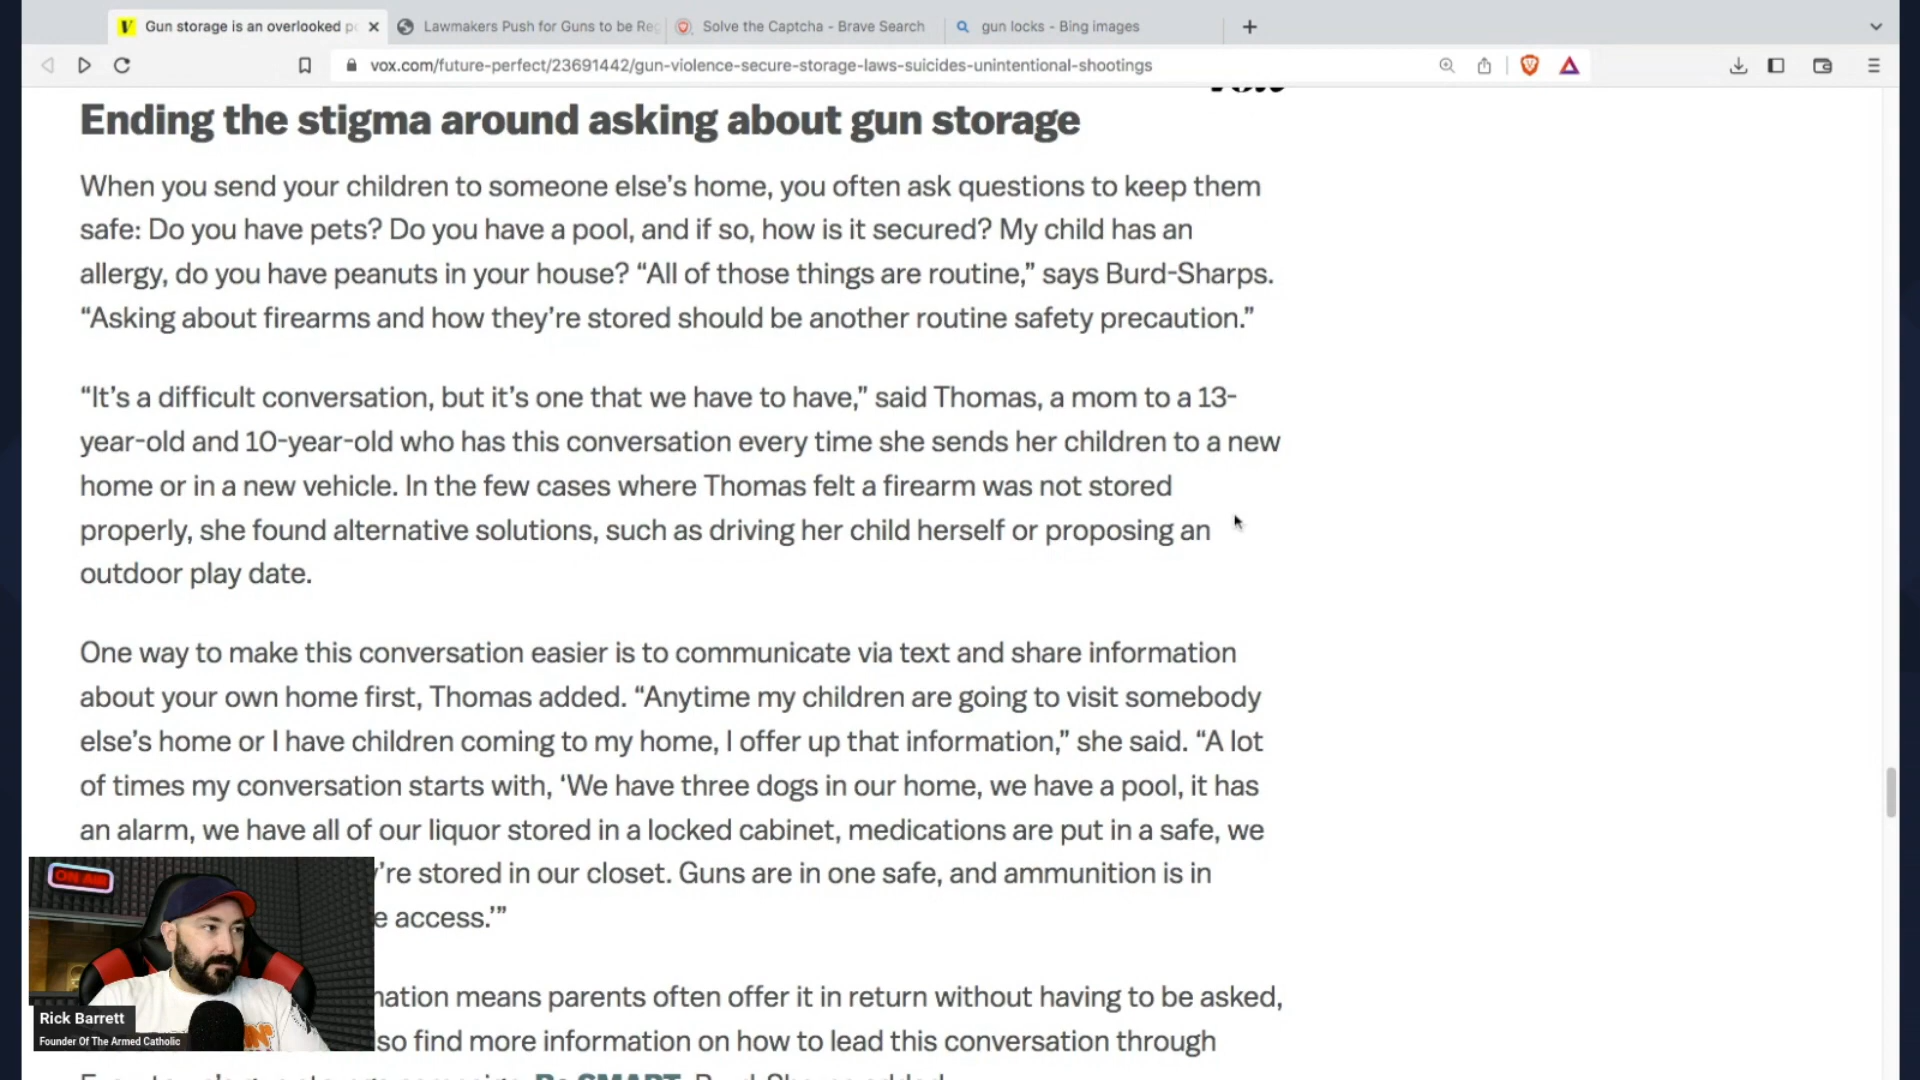 Gun storage is an overlooked p
Lawmakers Push for Guns to be Re
Solve the Captcha - Brave Search
gun locks - Bing images
vox.com/future-perfect/23691442/gun-violence-secure-storage-laws-suicides-unintentional-shootings
Ending the stigma around asking about gun storage
When you send your children to someone else’s home, you often ask questions to keep them
safe: Do you have pets? Do you have a pool, and if so, how is it secured? My child has an
allergy, do you have peanuts in your house? “All of those things are routine,” says Burd-Sharps.
“Asking about firearms and how they’re stored should be another routine safety precaution.”
“It’s a difficult conversation, but it’s one that we have to have,” said Thomas, a mom to a 13-
year-old and 10-year-old who has this conversation every time she sends her children to a new
home or in a new vehicle. In the few cases where Thomas felt a firearm was not stored
properly, she found alternative solutions, such as driving her child herself or proposing an
outdoor play date.
One way to make this conversation easier is to communicate via text and share information
about your own home first, Thomas added. “Anytime my children are going to visit somebody
else’s home or I have children coming to my home, I offer up that information,” she said. “A lot
of times my conversation starts with, ‘We have three dogs in our home, we have a pool, it has
an alarm, we have all of our liquor stored in a locked cabinet, medications are put in a safe, we
’re stored in our closet. Guns are in one safe, and ammunition is in
e access.’”
mation means parents often offer it in return without having to be asked,
so find more information on how to lead this conversation through
Be SMART, Burd-Sharps added
ON AIR
Rick Barrett
Founder Of The Armed Catholic